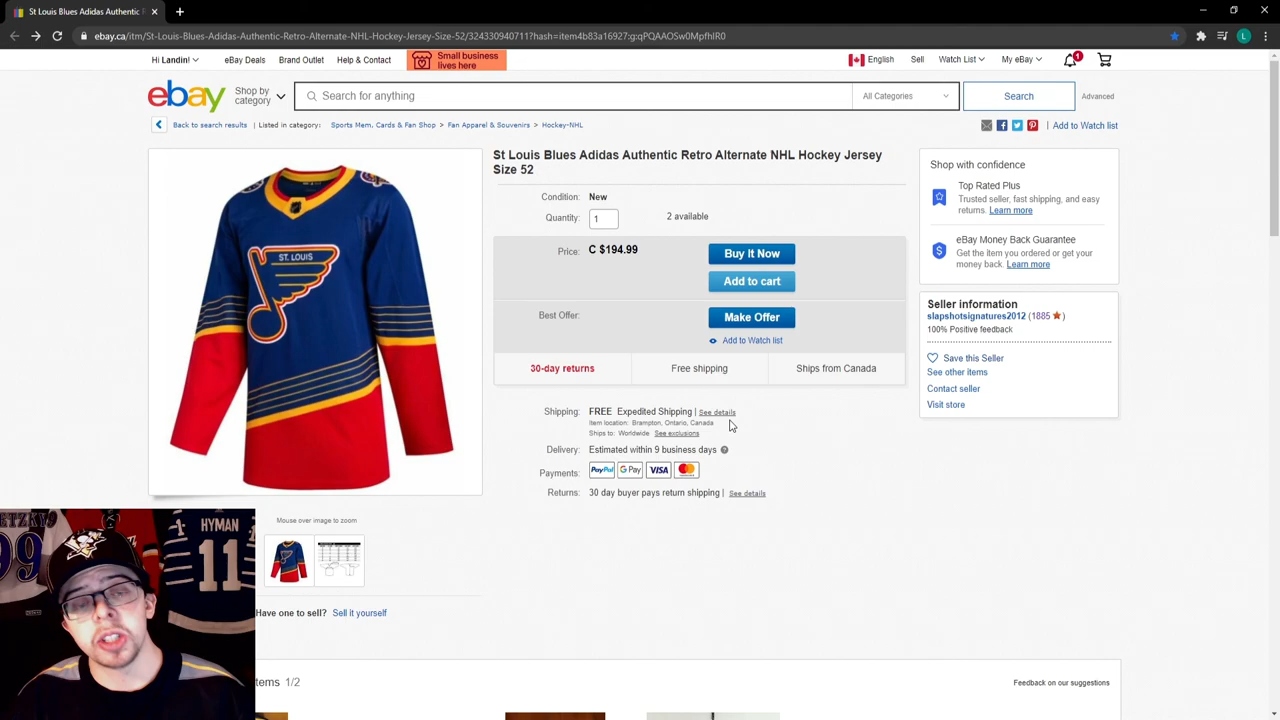 St Louis Blues Adidas Authentic
ebay.ca/itm/St-Louis-Blues-Adidas-Authentic-Retro-Alternate-NHL-Hockey-Jersey-Size-52/324330940711?hash=item4b83a16927:g:qPQAAOSw0MpfhIR0
L
Hi Landin!
eBay Deals
Brand Outlet
Help & Contact
Small business
lives here
English
Sell
Watch List
My eBay
1
ebay
Shop by
category
Search for anything
All Categories
Search
Advanced
Back to search results
Listed in category:
Sports Mem, Cards & Fan Shop
Fan Apparel & Souvenirs
Hockey-NHL
Add to Watch list
St Louis Blues Adidas Authentic Retro Alternate NHL Hockey Jersey
Size 52
Condition: New
Quantity: 1 2 available
Price: C $194.99
Buy It Now
Add to cart
Best Offer:
Make Offer
Add to Watch list
30-day returns
Free shipping
Ships from Canada
Shipping: FREE Expedited Shipping | See details
Item location: Brampton, Ontario, Canada
Ships to: Worldwide See exclusions
Delivery: Estimated within 9 business days
Payments: PayPal G Pay VISA
Returns: 30 day buyer pays return shipping | See details
Shop with confidence
Top Rated Plus
Trusted seller, fast shipping, and easy
returns. Learn more
eBay Money Back Guarantee
Get the item you ordered or get your
money back. Learn more
Seller information
slapshotsignatures2012 (1885 )
100% Positive feedback
Save this Seller
See other items
Contact seller
Visit store
ST. LOUIS
Mouse over image to zoom
Have one to sell? Sell it yourself
ETZKY
99
HYMAN
11
tems 1/2
Feedback on our suggestions